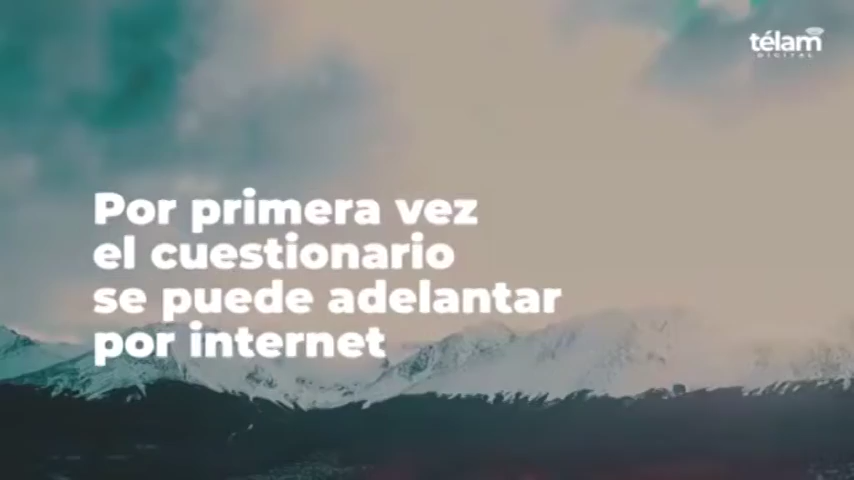 télam
DIGITAL
Por primera vez
el cuestionario
se puede adelantar
por internet